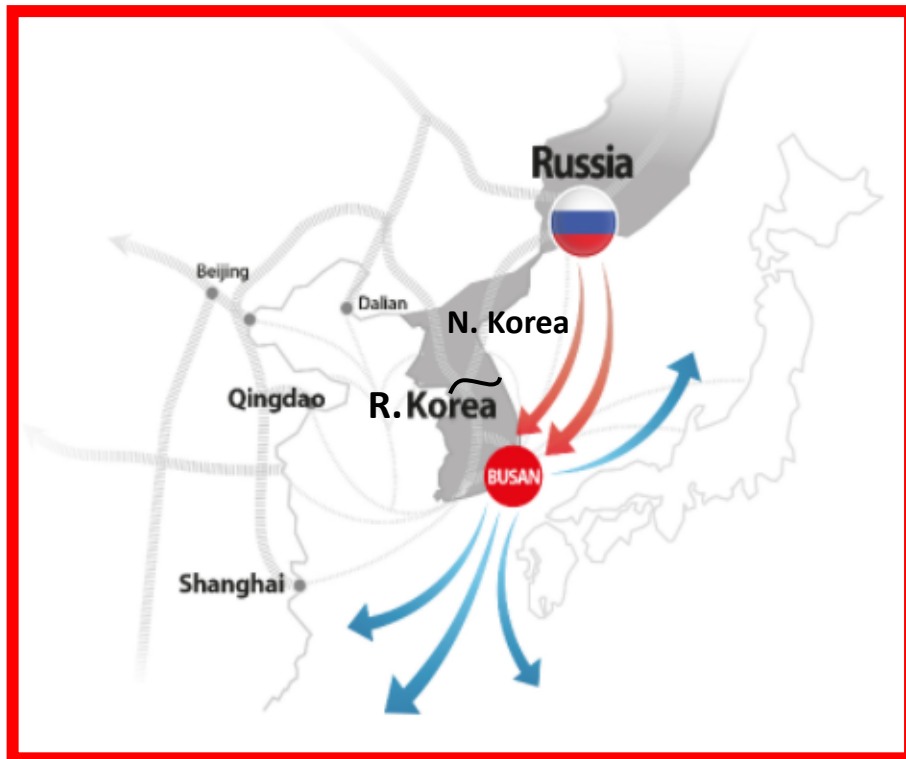 Russia
Beijing
Dalian
N. Korea
Qingdao
R. Korea
BUSAN
Shanghai